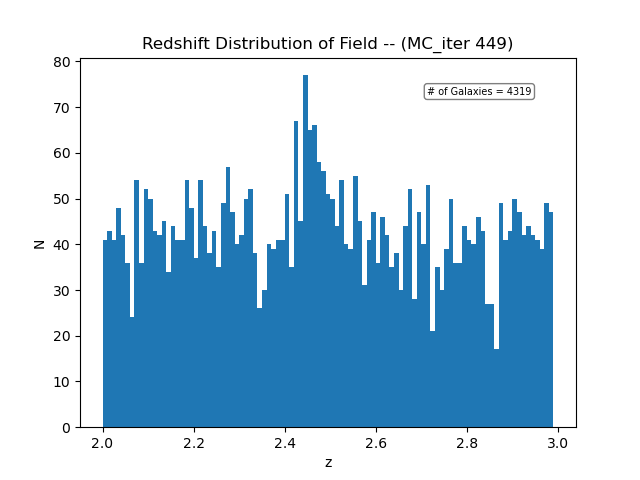 Redshift Distribution of Field -- (MC_iter 449)
# of Galaxies = 4319
80
70
60
50
40
30
20
10
0
N
2.0 2.2 2.4 2.6 2.8 3.0
z